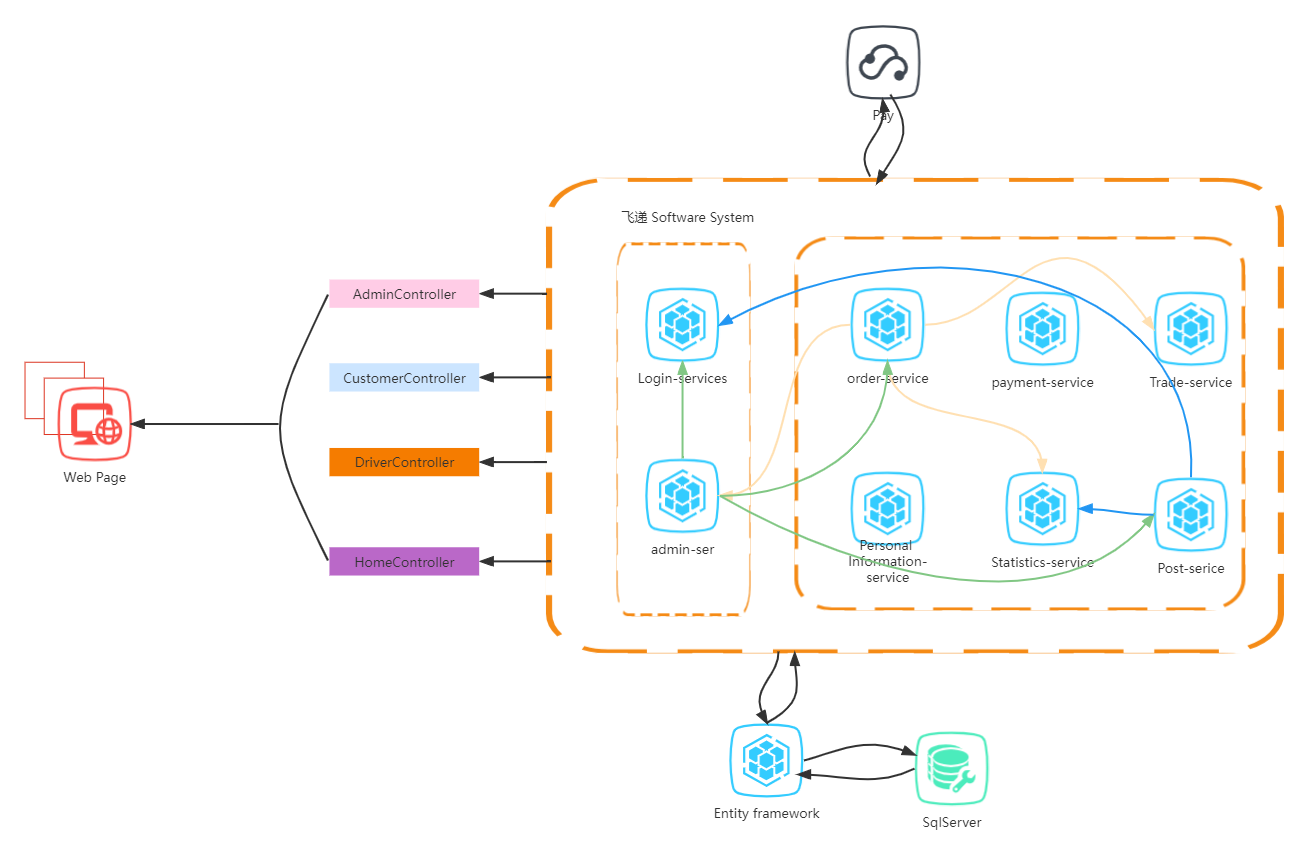 Pay
飞递 Software System
AdminController
CustomerController
DriverController
HomeController
Web Page
Login-services
order-service
payment-service
Trade-service
admin-ser
Personal
Information-
service
Statistics-service
Post-serice
Entity framework
SqlServer